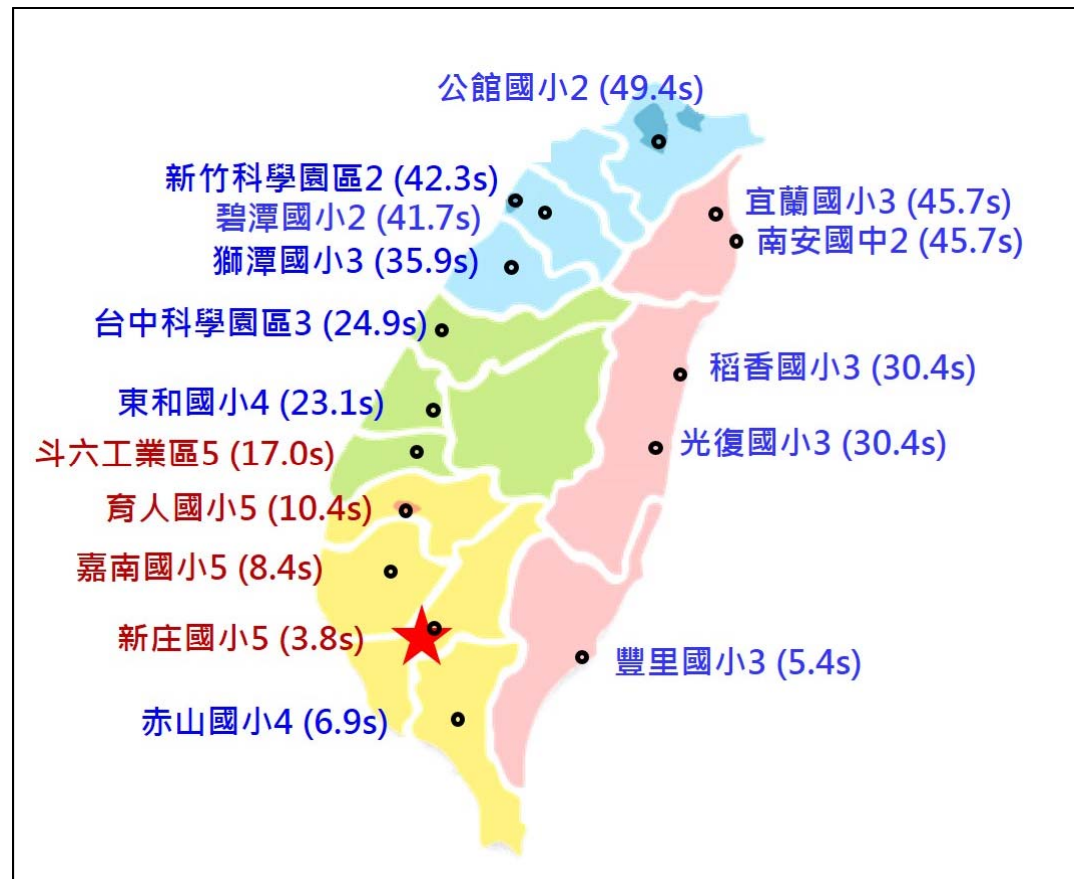 公館國小2 (49.4s)
新竹科學園區2 (42.3s)
碧潭國小2 (41.7s)
宜蘭國小3 (45.7s)
南安國中2 (45.7s)
獅潭國小3 (35.9s)
台中科學園區3 (24.9s)
稻香國小3 (30.4s)
東和國小4 (23.1s)
光復國小3 (30.4s)
斗六工業區5 (17.0s)
育人國小5 (10.4s)
嘉南國小5 (8.4s)
新庄國小5 (3.8s)
豐里國小3 (5.4s)
赤山國小4 (6.9s)